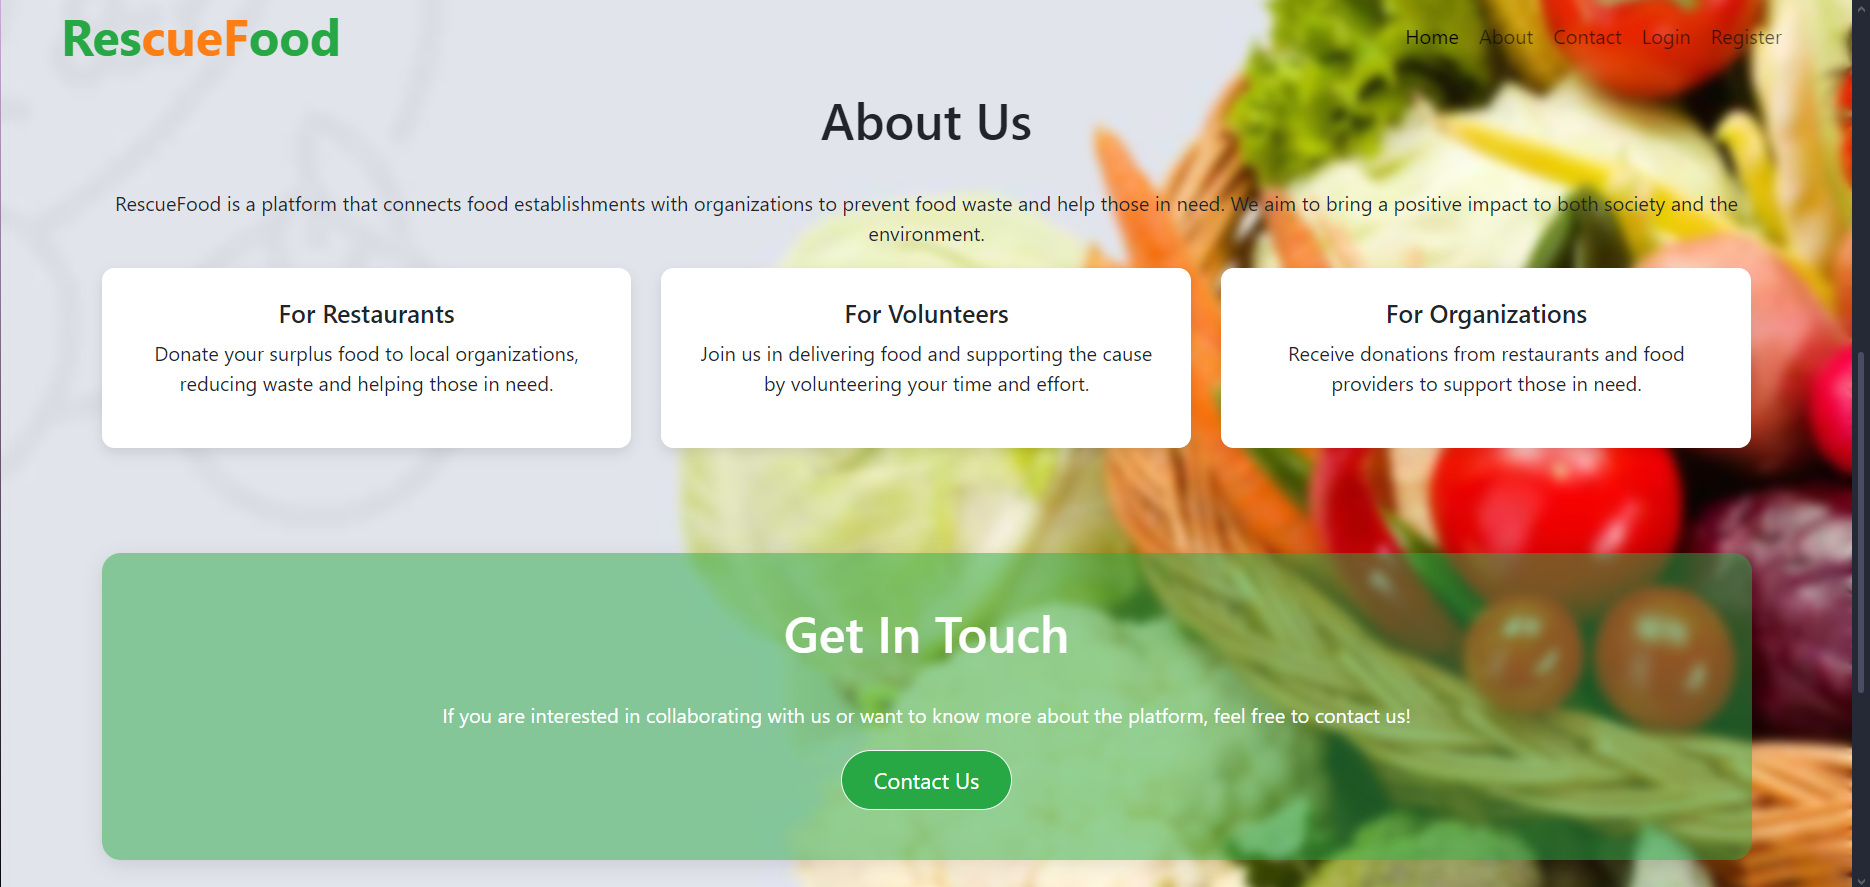 RescueFood
Home About Contact Login Register
About Us
RescueFood is a platform that connects food establishments with organizations to prevent food waste and help those in need. We aim to bring a positive impact to both society and the
environment.
For Restaurants
Donate your surplus food to local organizations,
reducing waste and helping those in need.
For Volunteers
Join us in delivering food and supporting the cause
by volunteering your time and effort.
For Organizations
Receive donations from restaurants and food
providers to support those in need.
Get In Touch
If you are interested in collaborating with us or want to know more about the platform, feel free to contact us!
Contact Us